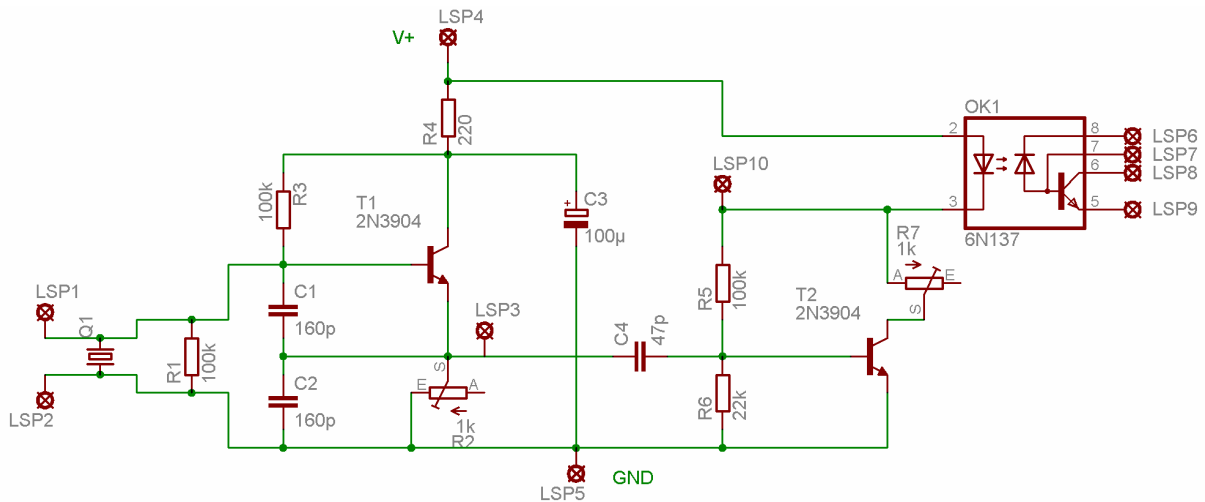 LSP4
V+
R4
220
OK1
2
3
8
7
6
5
LSP6
LSP7
LSP8
LSP9
6N137
LSP10
100k
R3
T1
2N3904
+
C3
100µ
R7
1k
A
E
S
LSP1
Q1
R1
100k
LSP2
C1
160p
C2
160p
LSP3
S
E
A
1k
R2
C4
47p
R5
100k
T2
2N3904
R6
22k
LSP5
GND